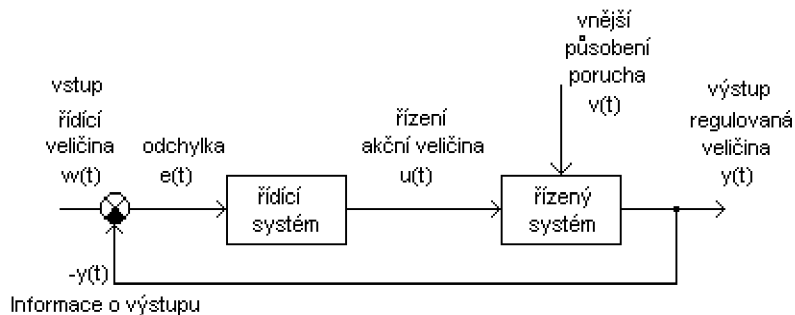 vnější
působení
porucha
v(t)
vstup
řídící
veličina
w(t)
odchylka
e(t)
řízení
akční veličina
u(t)
výstup
regulovaná
veličina
y(t)
řídící
systém
řízený
systém
-y(t)
Informace o výstupu